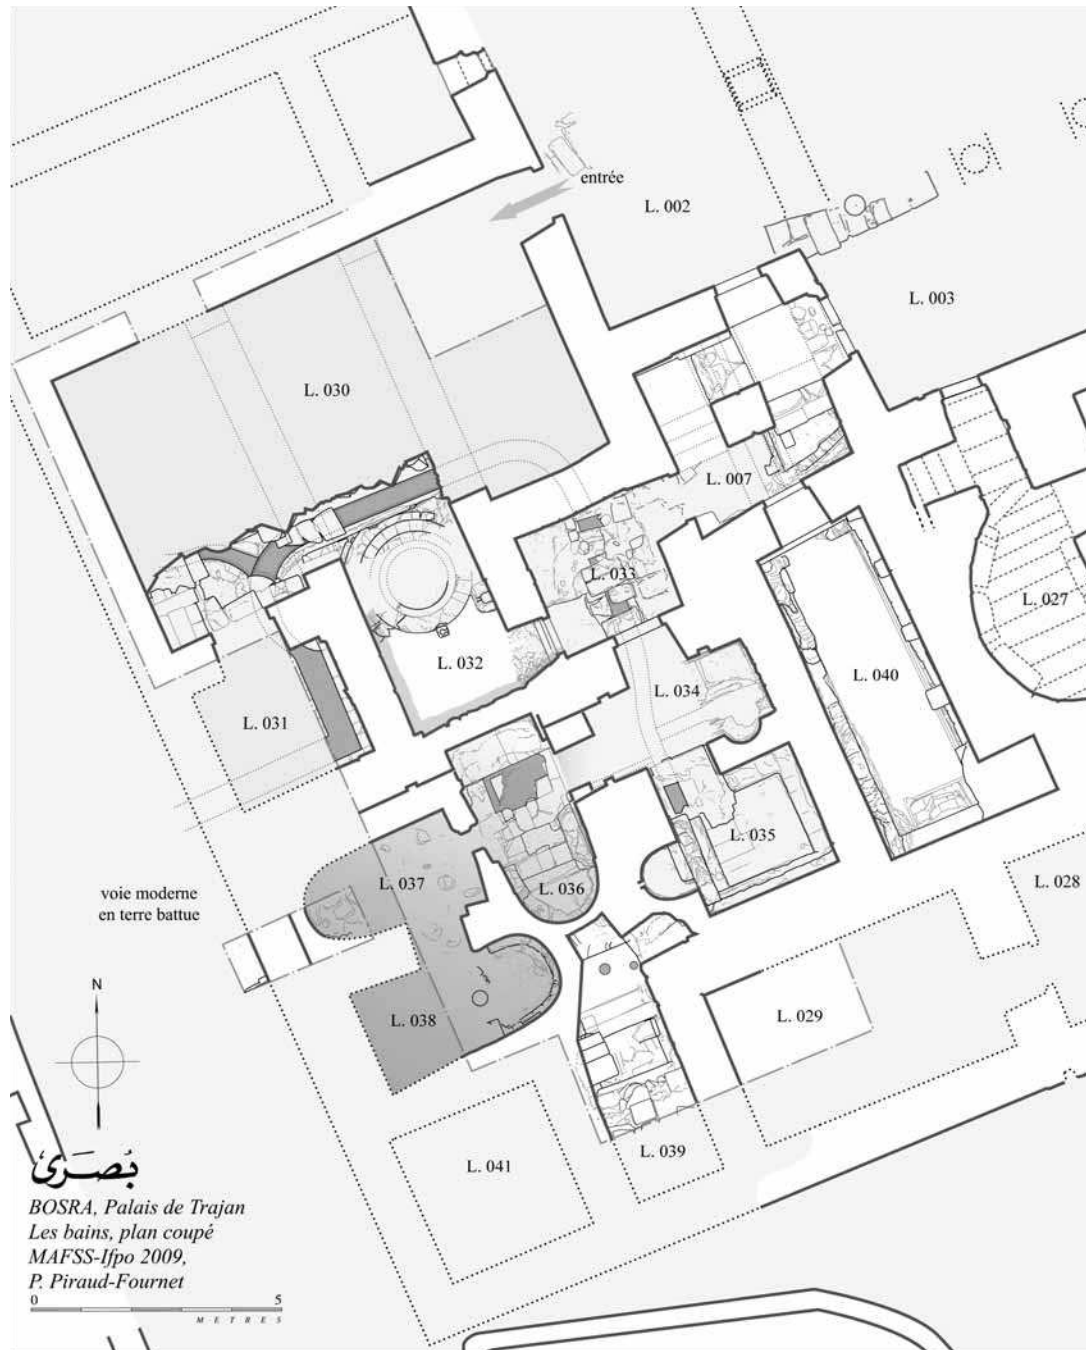 entrée
L. 002
L. 003
L. 030
L. 007
L. 033
L. 027
L. 032
L. 034
L. 040
L. 031
L. 035
L. 037
L. 036
L. 028
voie moderne
en terre battue
N
L. 038
L. 029
L. 041
L. 039
بُصـرَى
BOSRA, Palais de Trajan
Les bains, plan coupé
MAFSS-Ifpo 2009,
P. Piraud-Fournet
0 5
METRES